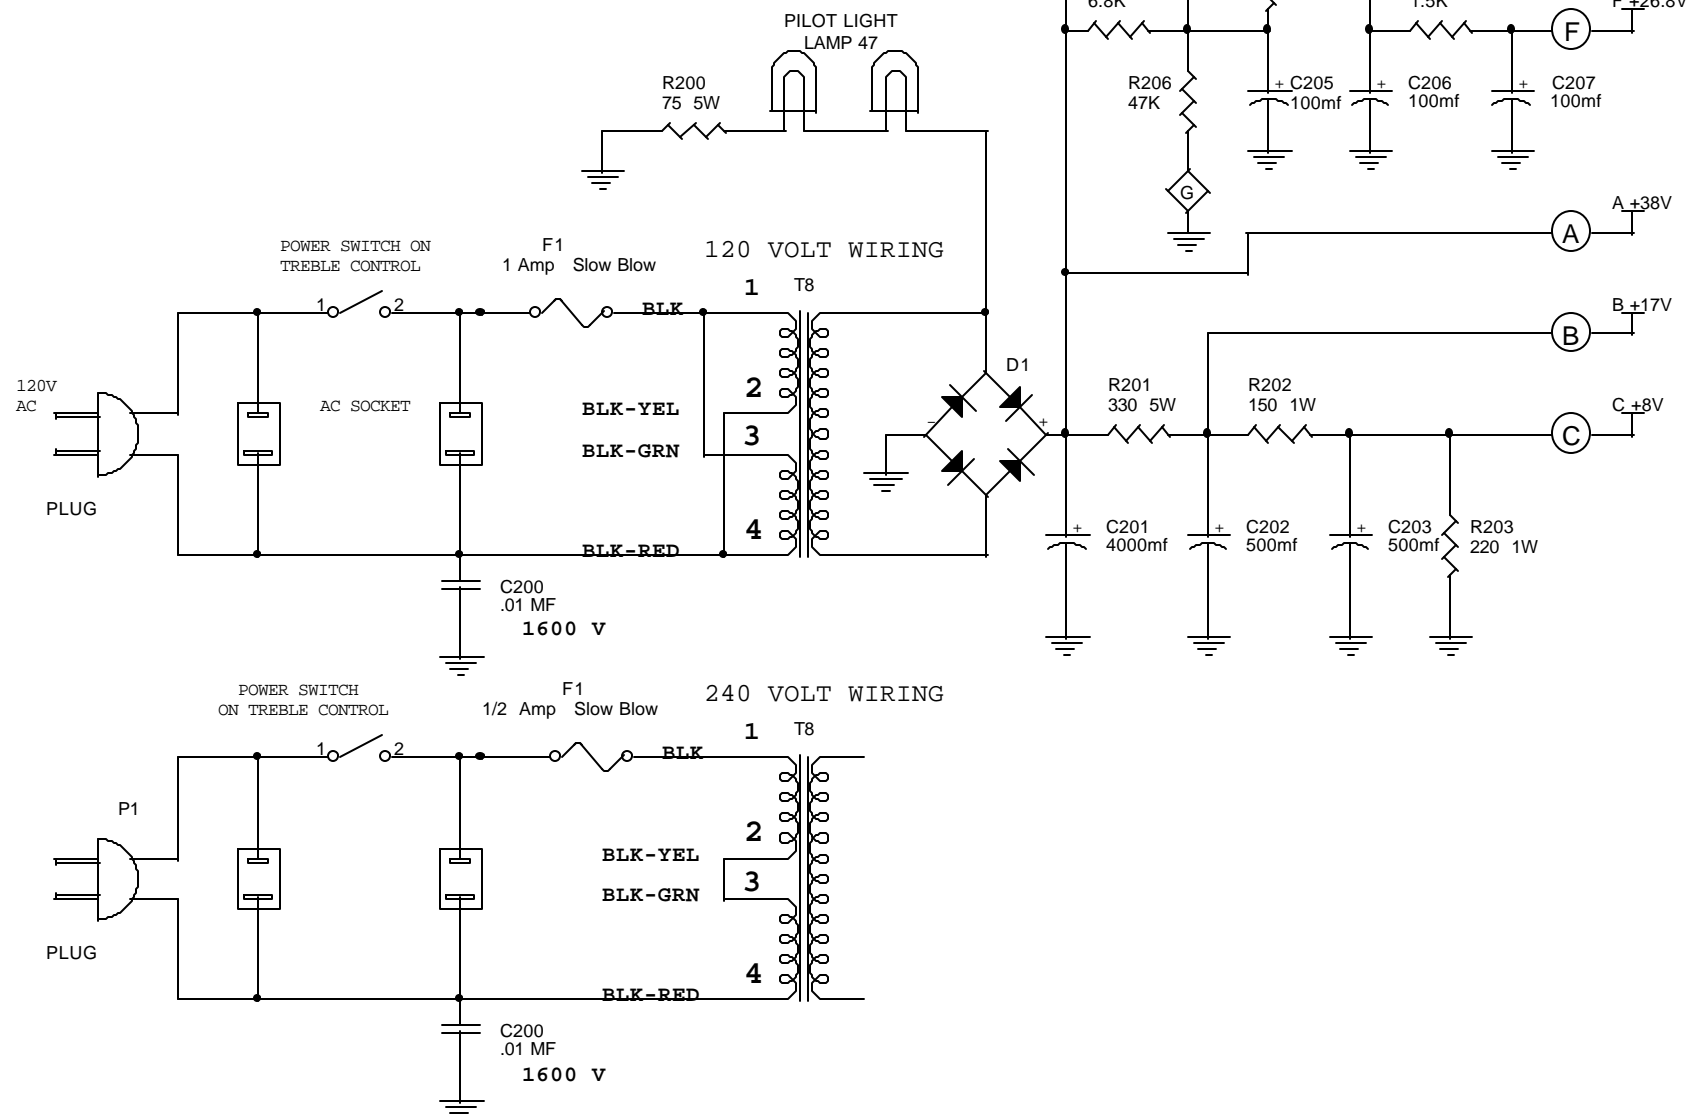 6.8K
1.5K
F +26.8V
PILOT LIGHT
LAMP 47
F
R200
75 5W
R206
47K
+ C205
100mf
+ C206
100mf
+ C207
100mf
G
A +38V
A
POWER SWITCH ON
TREBLE CONTROL
F1
1 Amp Slow Blow
120 VOLT WIRING
1
T8
1
2
BLK
B +17V
B
D1
120V
AC
AC SOCKET
2
BLK-YEL
3
BLK-GRN
-
+
R201
330 5W
R202
150 1W
C +8V
C
PLUG
4
BLK-RED
+ C201
4000mf
+ C202
500mf
+ C203
500mf
R203
220 1W
C200
.01 MF
1600 V
POWER SWITCH
ON TREBLE CONTROL
F1
1/2 Amp Slow Blow
240 VOLT WIRING
1
T8
1
2
BLK
P1
2
BLK-YEL
3
BLK-GRN
PLUG
4
BLK-RED
C200
.01 MF
1600 V